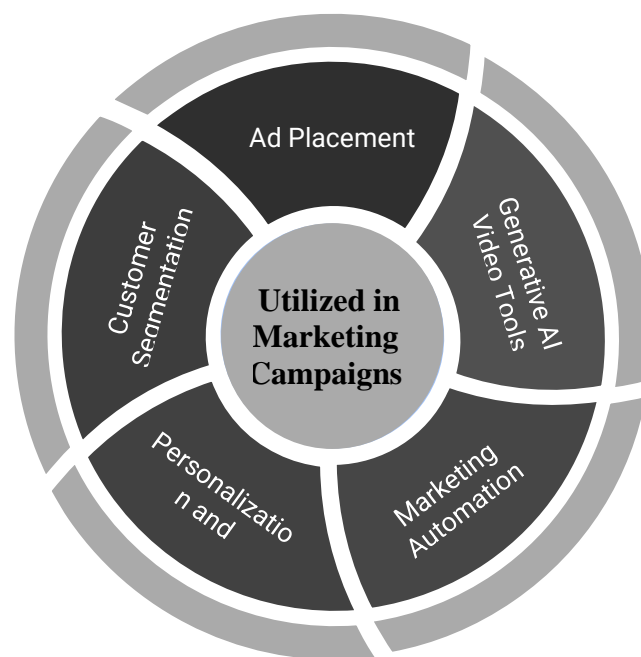 Ad Placement
Generative AI
Video Tools
Marketing
Automation
Personalizatio
n and
Customer
Segmentation
Utilized in
Marketing
Campaigns